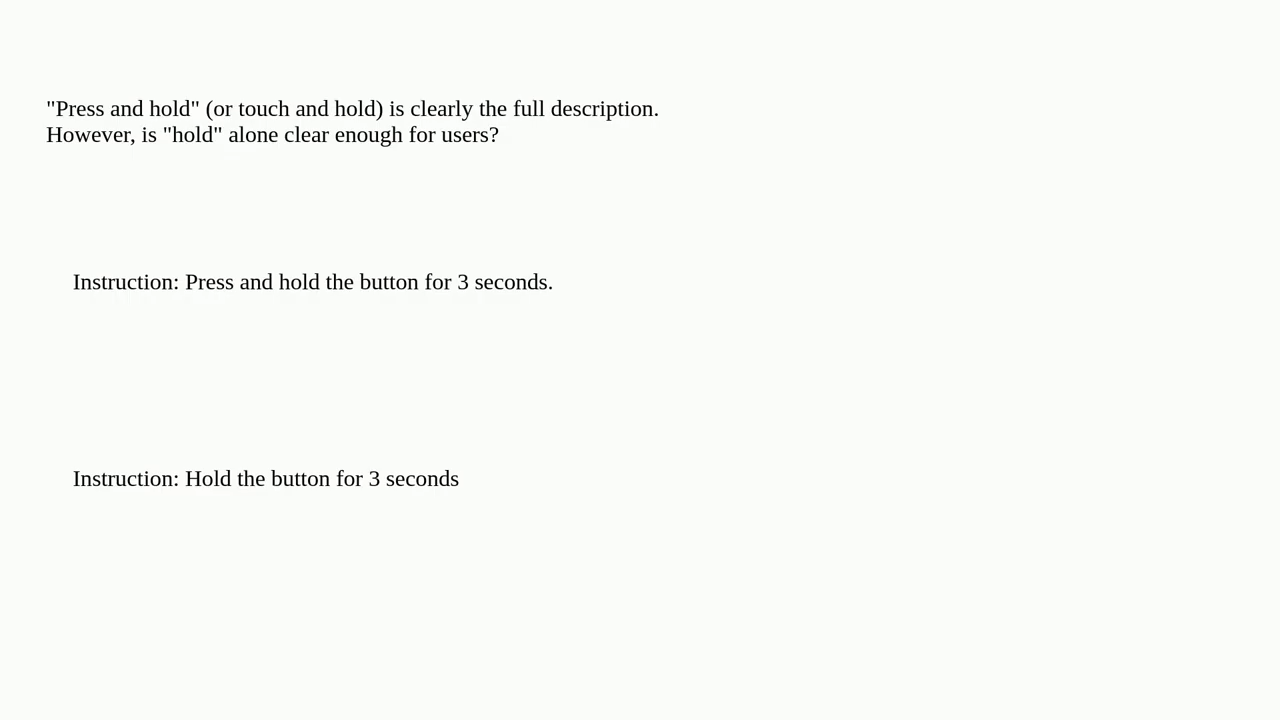 "Press and hold" (or touch and hold) is clearly the full description.
However, is "hold" alone clear enough for users?
Instruction: Press and hold the button for 3 seconds.
Instruction: Hold the button for 3 seconds